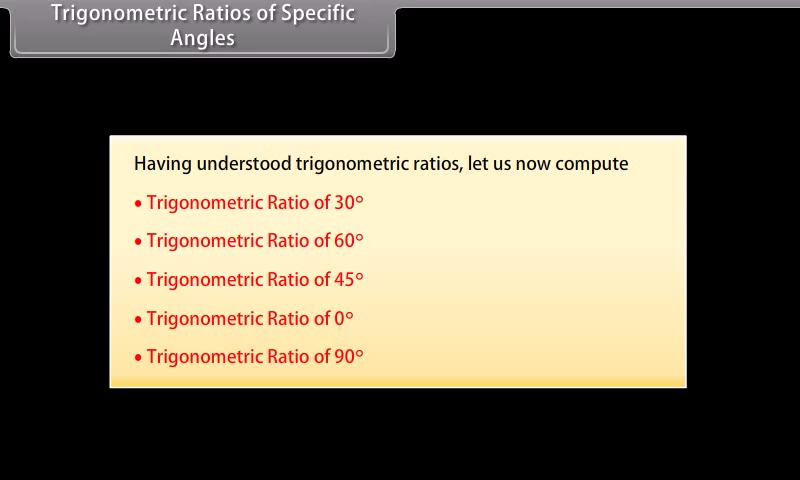 Trigonometric Ratios of Specific
Angles
Having understood trigonometric ratios, let us now compute
• Trigonometric Ratio of 30°
• Trigonometric Ratio of 60°
• Trigonometric Ratio of 45°
• Trigonometric Ratio of 0°
• Trigonometric Ratio of 90°